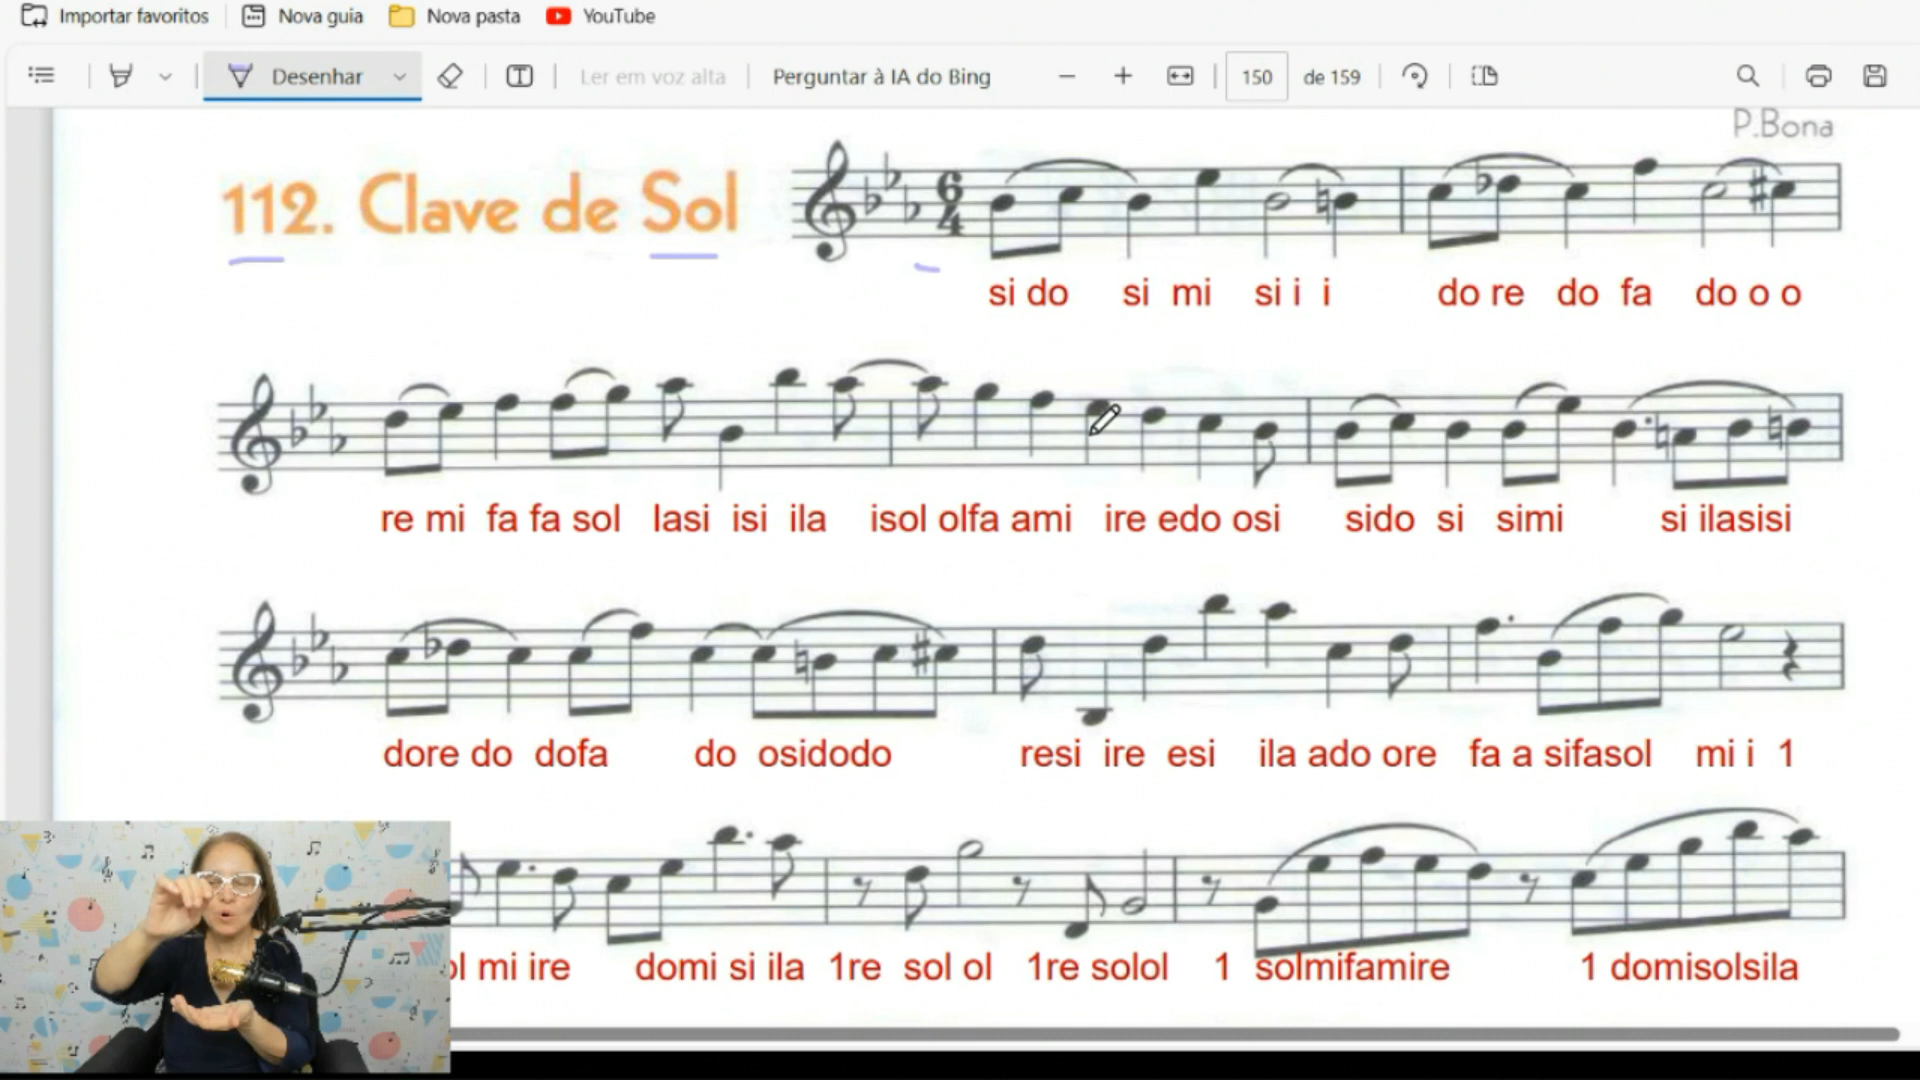 Importar favoritos Nova guia Nova pasta YouTube
Desenhar Ler em voz alta Perguntar à IA do Bing 150 de 159
P.Bona
112. Clave de Sol
6
4
si do si mi si i i do re do fa do o o
re mi fa fa sol lasi isi ila isol olfa ami ire edo osi sido si simi si ilasisi
dore do dofa do osidodo resi ire esi ila ado ore fa a sifasol mi i 1
ol mi ire domi si ila 1re sol ol 1re solol 1 solmifamire 1 domisolsila